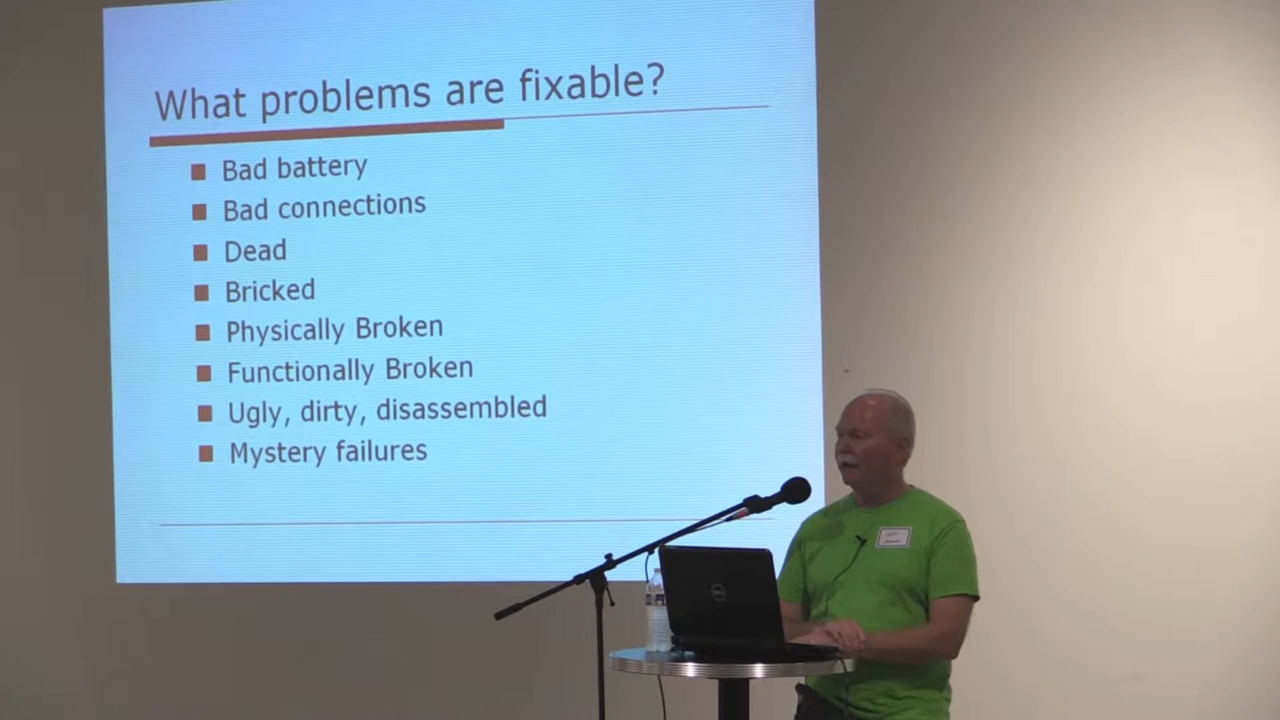 What problems are fixable?
Bad battery
Bad connections
Dead
Bricked
Physically Broken
Functionally Broken
Ugly, dirty, disassembled
Mystery failures
DELL